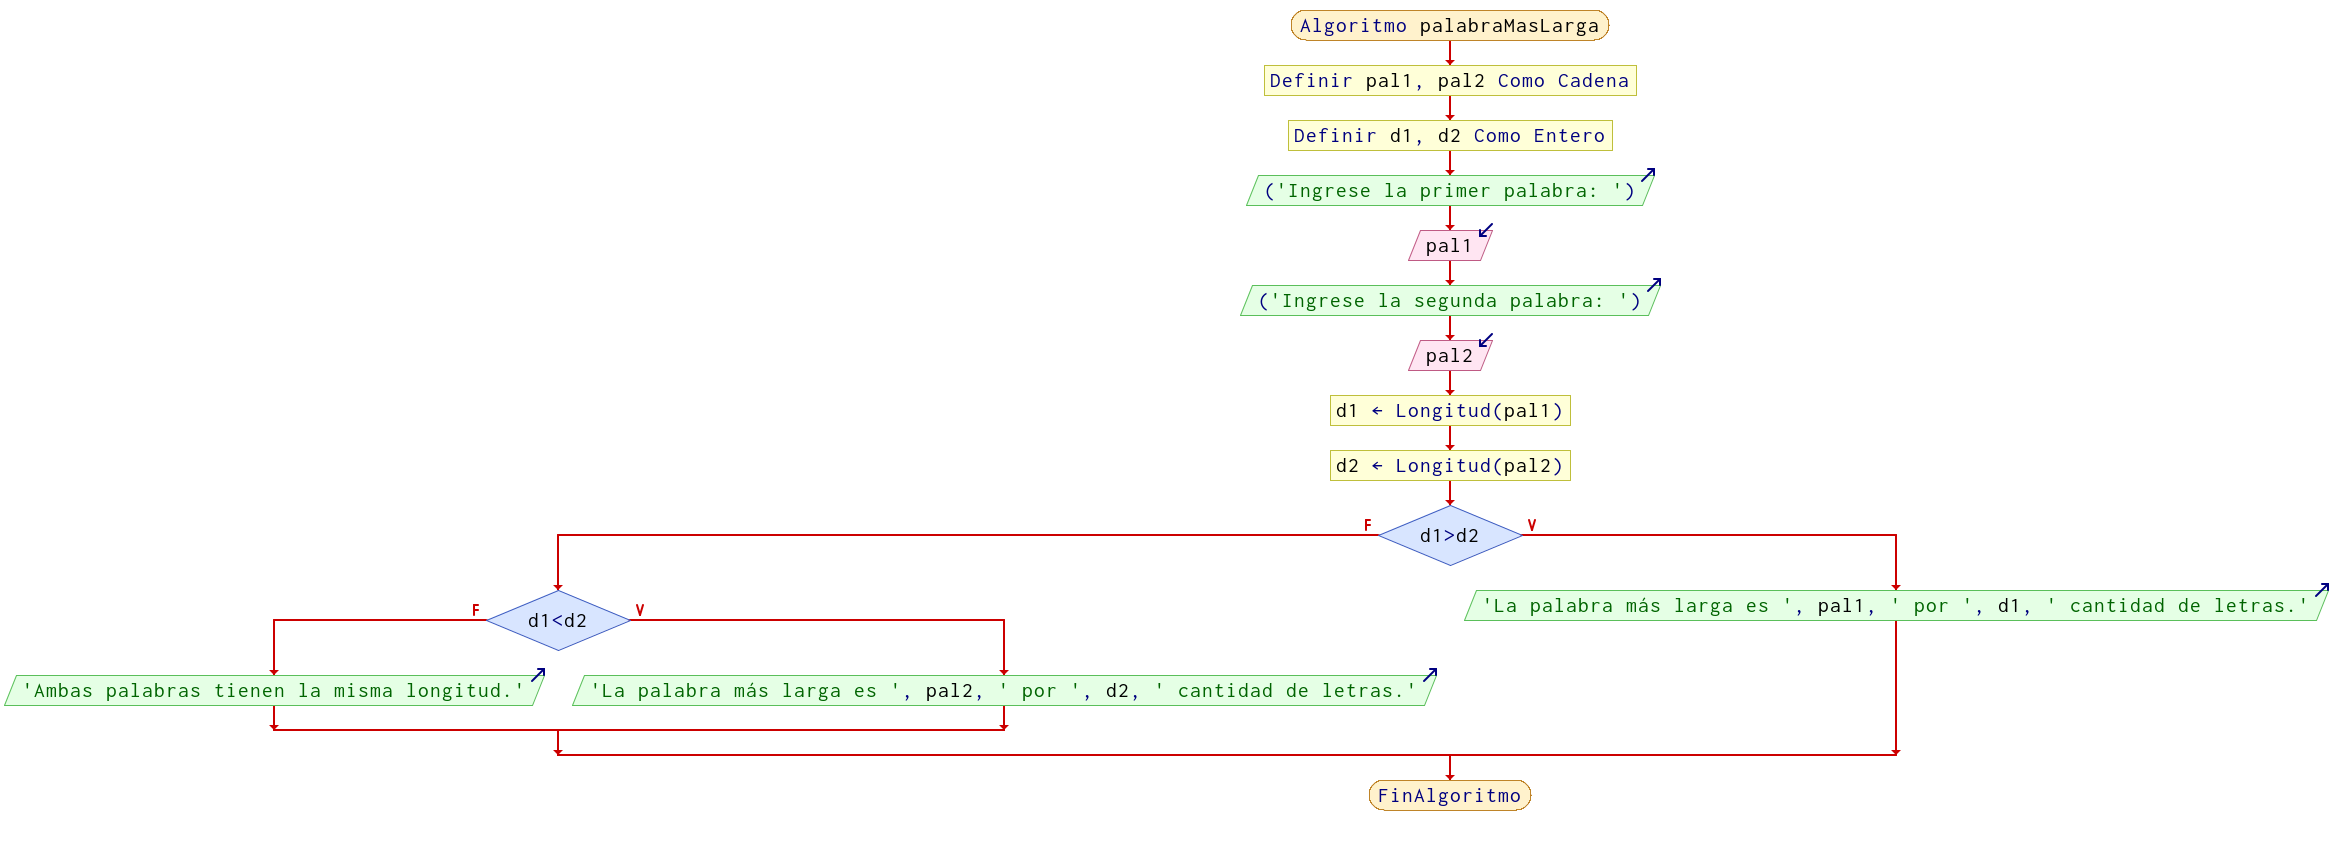 Algoritmo palabraMasLarga
Definir pal1, pal2 Como Cadena
Definir d1, d2 Como Entero
('Ingrese la primer palabra: ')
pal1
('Ingrese la segunda palabra: ')
pal2
d1 ← Longitud(pal1)
d2 ← Longitud(pal2)
F
d1>d2
V
F
d1<d2
V
'La palabra más larga es ', pal1, ' por ', d1, ' cantidad de letras.'
'Ambas palabras tienen la misma longitud.'
'La palabra más larga es ', pal2, ' por ', d2, ' cantidad de letras.'
FinAlgoritmo